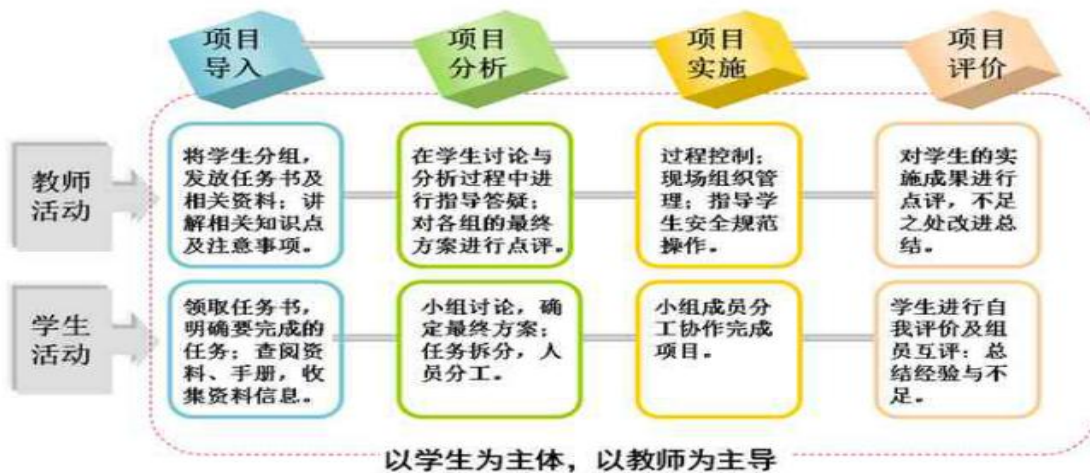 项目
导入
项目
分析
项目
实施
项目
评价
教师
活动
将学生分组，
发放任务书及
相关资料；讲
解相关知识点
及注意事项。
在学生讨论与
分析过程中进
行指导答疑；
对各组的最终
方案进行点评。
过程控制；
现场组织管
理；指导学
生安全规范
操作。
对学生的实
施成果进行
点评，不足
之处改进总
结。
学生
活动
领取任务书，
明确要完成的
任务；查阅资
料、手册，收
集资料信息。
小组讨论，确
定最终方案；
任务拆分，人
员分工。
小组成员分
工协作完成
项目。
学生进行自
我评价及组
员互评：总
结经验与不
足。
以学生为主体，以教师为主导